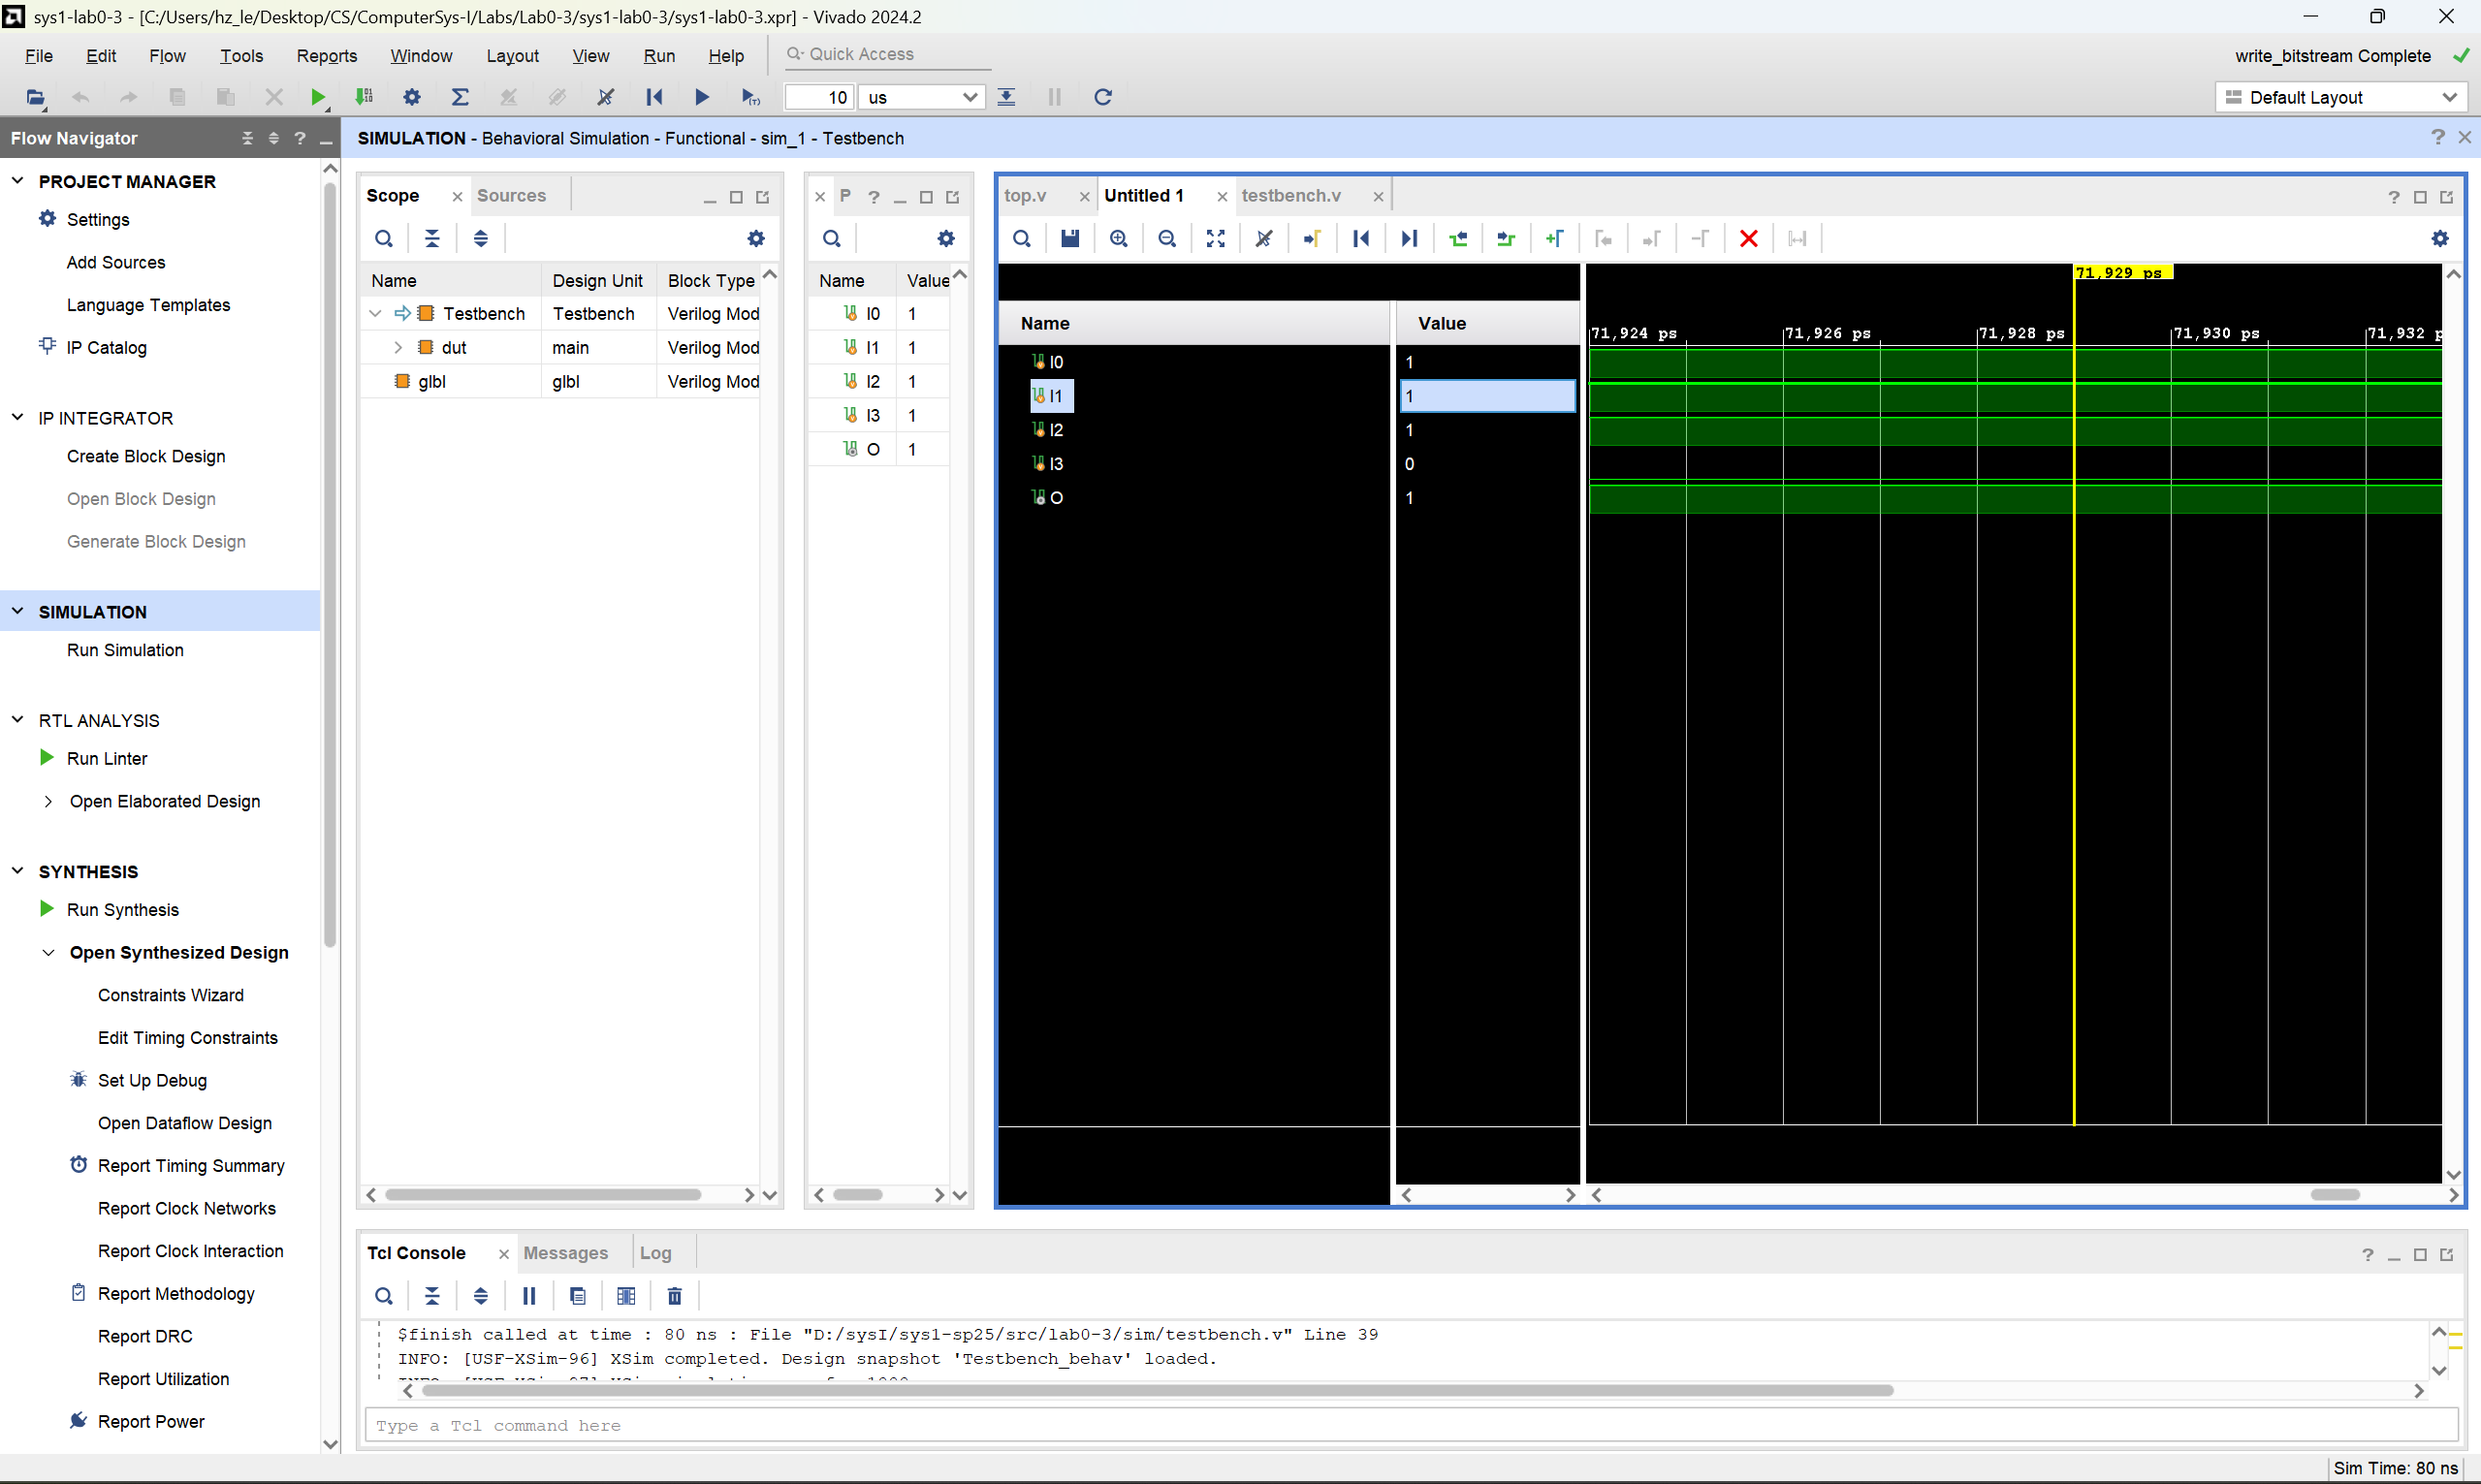 sys1-lab0-3 - [C:/Users/hz_le/Desktop/CS/ComputerSys-I/Labs/Lab0-3/sys1-lab0-3/sys1-lab0-3.xpr] - Vivado 2024.2
File Edit Flow Tools Reports Window Layout View Run Help Quick Access write_bitstream Complete
10 us Default Layout
Flow Navigator
SIMULATION - Behavioral Simulation - Functional - sim_1 - Testbench
PROJECT MANAGER
Settings
Add Sources
Language Templates
IP Catalog
IP INTEGRATOR
Create Block Design
Open Block Design
Generate Block Design
SIMULATION
Run Simulation
RTL ANALYSIS
Run Linter
Open Elaborated Design
SYNTHESIS
Run Synthesis
Open Synthesized Design
Constraints Wizard
Edit Timing Constraints
Set Up Debug
Open Dataflow Design
Report Timing Summary
Report Clock Networks
Report Clock Interaction
Report Methodology
Report DRC
Report Utilization
Report Power
Scope Sources
Name Design Unit Block Type
Testbench Testbench Verilog Mod
dut main Verilog Mod
glbl glbl Verilog Mod
P
Name Value
I0 1
I1 1
I2 1
I3 1
O 1
top.v Untitled 1 testbench.v
71,929 ps
Name Value
71,924 ps 71,926 ps 71,928 ps 71,930 ps 71,932 p
I0 1
I1 1
I2 1
I3 0
O 1
Tcl Console Messages Log
$finish called at time : 80 ns : File "D:/sysI/sys1-sp25/src/lab0-3/sim/testbench.v" Line 39
INFO: [USF-XSim-96] XSim completed. Design snapshot 'Testbench_behav' loaded.
Type a Tcl command here
Sim Time: 80 ns